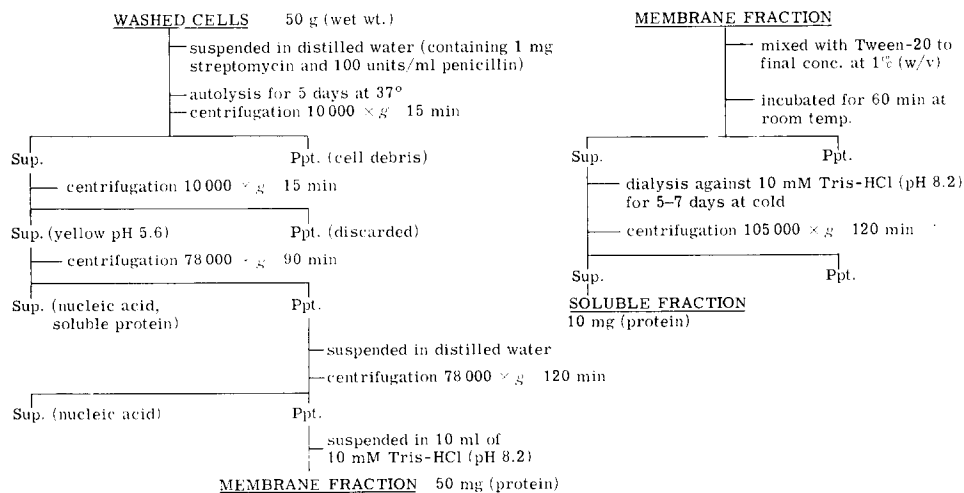 WASHED CELLS 50 g (wet wt.)
suspended in distilled water (containing 1 mg
streptomycin and 100 units/ml penicillin)
autolysis for 5 days at 37°
centrifugation 10 000 × g 15 min
Sup.
Ppt. (cell debris)
centrifugation 10 000 × g 15 min
Sup. (yellow pH 5.6)
Ppt. (discarded)
centrifugation 78 000 × g 90 min
Sup. (nucleic acid,
soluble protein)
Ppt.
suspended in distilled water
centrifugation 78 000 × g 120 min
Sup. (nucleic acid)
Ppt.
suspended in 10 ml of
10 mM Tris-HCl (pH 8.2)
MEMBRANE FRACTION 50 mg (protein)
MEMBRANE FRACTION
mixed with Tween-20 to
final conc. at 1% (w/v)
incubated for 60 min at
room temp.
Sup.
Ppt.
dialysis against 10 mM Tris-HCl (pH 8.2)
for 5–7 days at cold
centrifugation 105 000 × g 120 min
Sup.
Ppt.
SOLUBLE FRACTION
10 mg (protein)